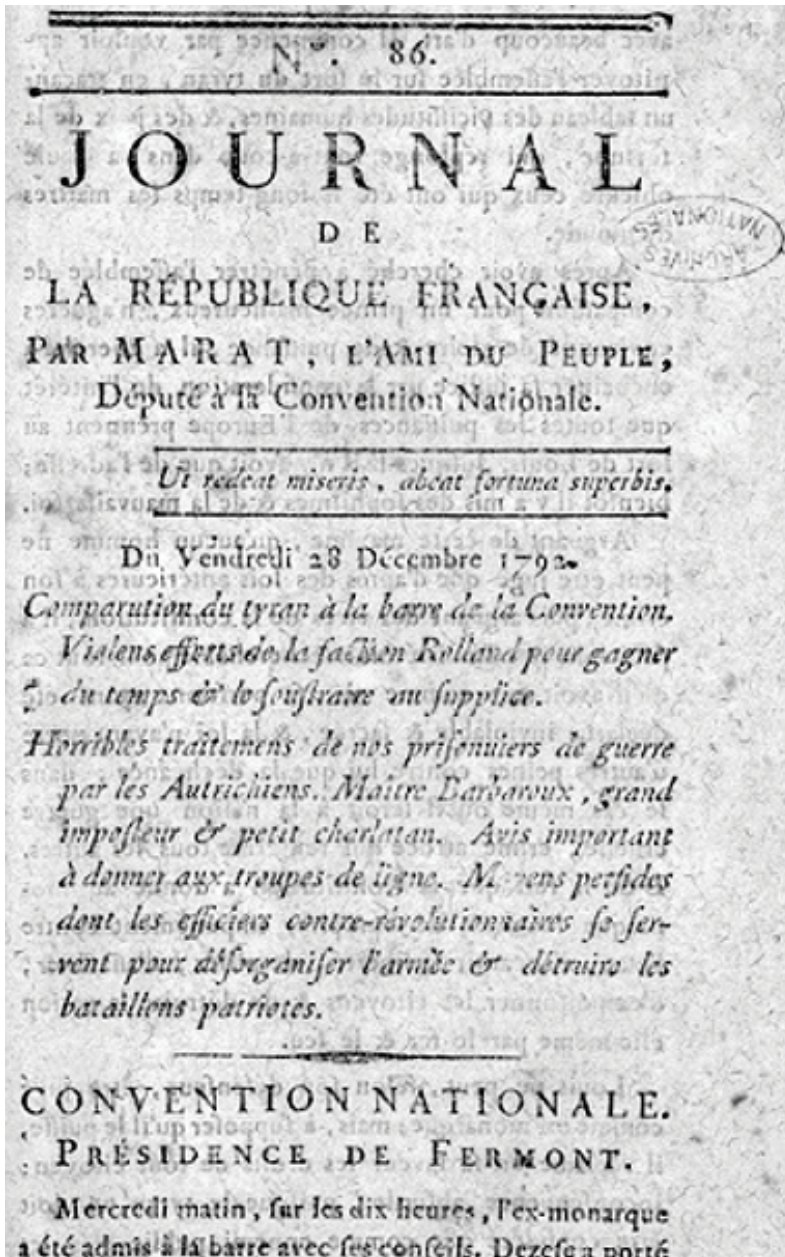 Nº. 86.
JOURNAL
DE
LA RÉPUBLIQUE FRANÇAISE,
PAR MARAT, L'AMI DU PEUPLE,
Député à la Convention Nationale.
ARCHIVES NATIONALES
Ut redeat miseris, abeat fortuna superbis.
Du Vendredi 28 Décembre 1792.
Comparution du tyran à la barre de la Convention.
Violens efforts de la faction Rolland pour gagner
du temps & le ſouſtraire au ſupplice.
Horribles traitemens de nos priſonniers de guerre
par les Autrichiens. Maître Barbaroux, grand
impoſteur & petit charlatan. Avis important
à donner aux troupes de ligne. Moyens perfides
dont les officiers contre-révolutionnaires ſe ſer-
vent pour déſorganiſer l'armée & détruire les
bataillons patriotes.
CONVENTION NATIONALE.
PRÉSIDENCE DE FERMONT.
Mercredi matin, ſur les dix heures, l'ex-monarque
a été admis à la barre avec ſes conſeils. Dezeſe a porté